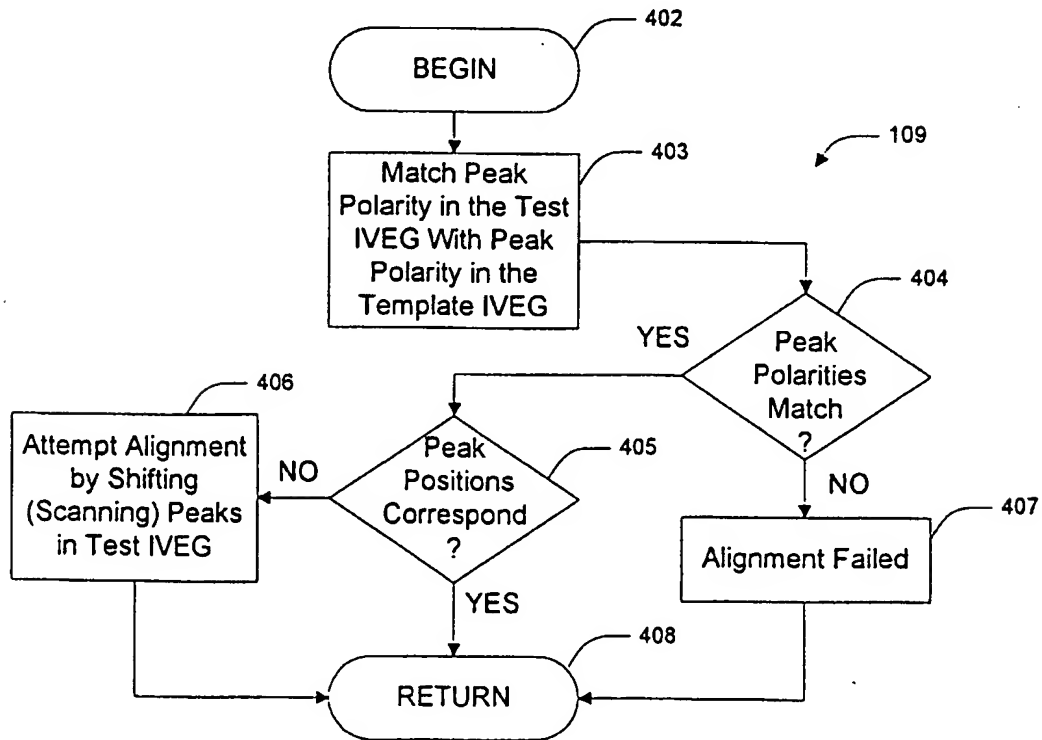 402
BEGIN
109
403
Match Peak
Polarity in the Test
IVEG With Peak
Polarity in the
Template IVEG
404
YES
Peak
Polarities
Match
?
406
Attempt Alignment
by Shifting
(Scanning) Peaks
in Test IVEG
NO
Peak
Positions
Correspond
?
405
NO
407
Alignment Failed
YES
408
RETURN